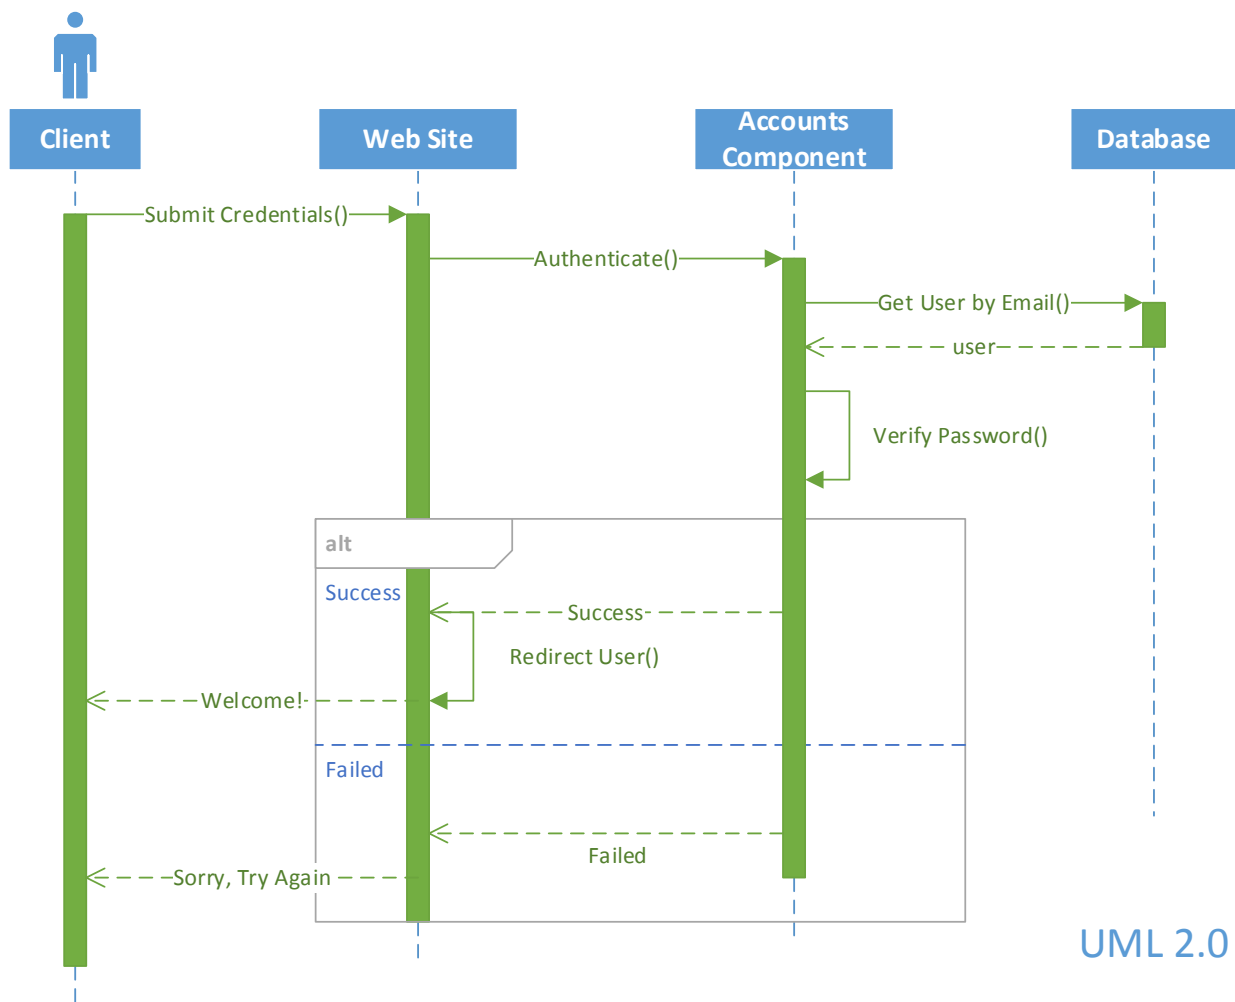 Client
Web Site
Accounts
Component
Database
Submit Credentials()
Authenticate()
Get User by Email()
user
Verify Password()
alt
Success
Success
Redirect User()
Welcome!
Failed
Failed
Sorry, Try Again
UML 2.0